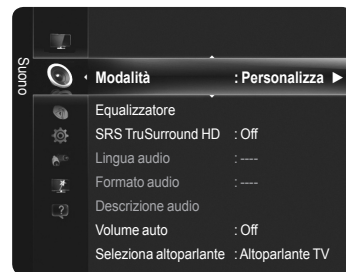 Suono
Modalità : Personalizza ►
Equalizzatore
SRS TruSurround HD : Off
Lingua audio : ----
Formato audio : ----
Descrizione audio
Volume auto : Off
Seleziona altoparlante : Altoparlante TV